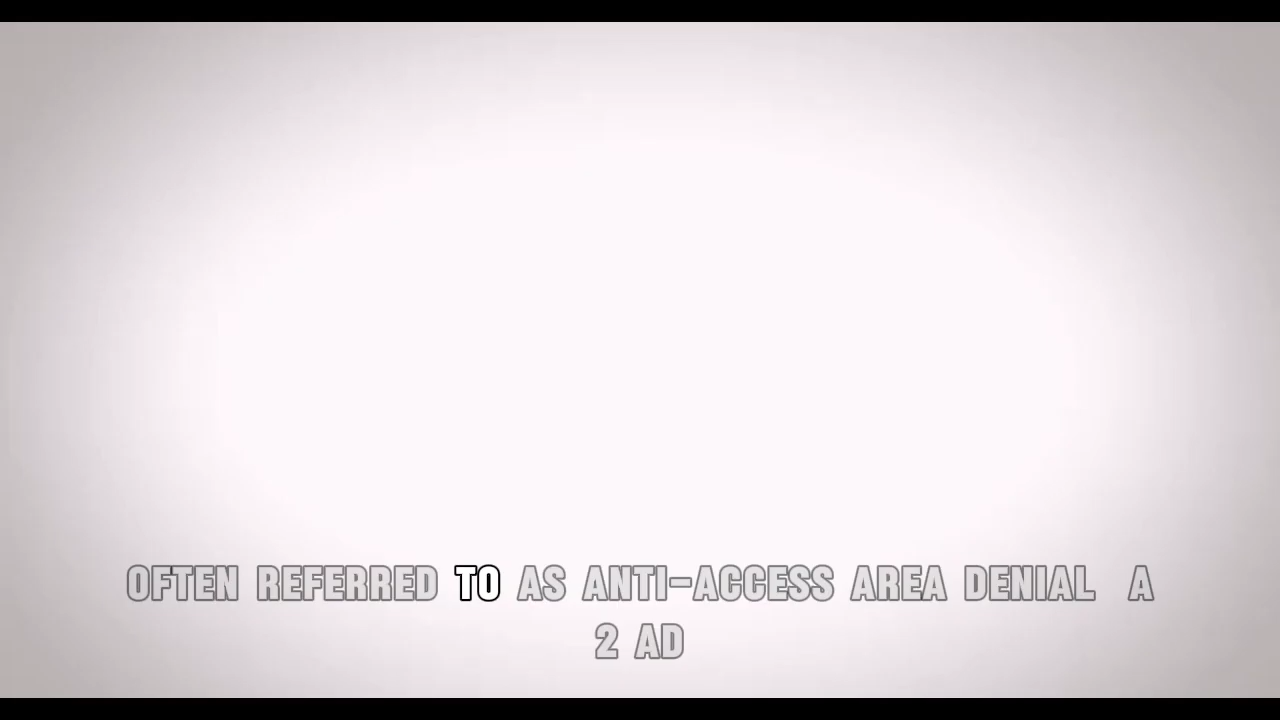 OFTEN REFERRED TO AS ANTI-ACCESS AREA DENIAL A
2 AD